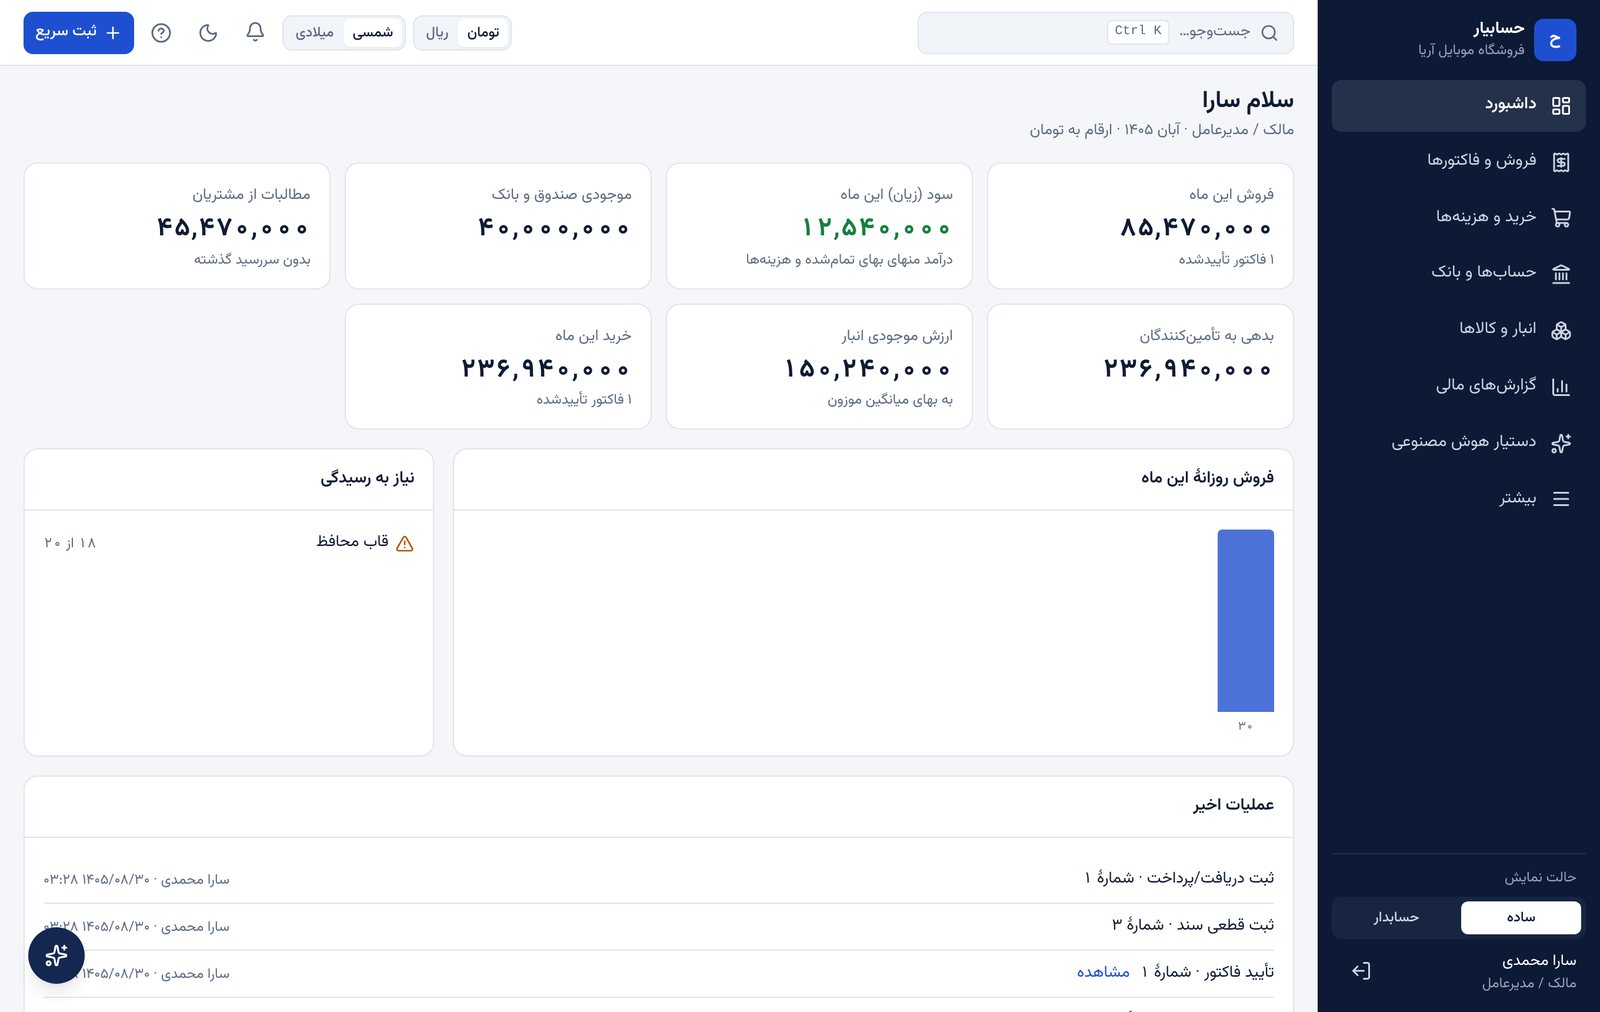 ح
حسابیار
فروشگاه موبایل آریا
داشبورد
فروش و فاکتورها
خرید و هزینه‌ها
حساب‌ها و بانک
انبار و کالاها
گزارش‌های مالی
دستیار هوش مصنوعی
بیشتر
حالت نمایش
ساده
حسابدار
سارا محمدی
مالک / مدیرعامل
جست‌وجو...
Ctrl K
تومان
ریال
شمسی
میلادی
ثبت سریع
سلام سارا
مالک / مدیرعامل · آبان ۱۴۰۵ · ارقام به تومان
فروش این ماه
۸۵,۴۷۰,۰۰۰
۱ فاکتور تأییدشده
سود (زیان) این ماه
۱۲,۵۴۰,۰۰۰
درآمد منهای بهای تمام‌شده و هزینه‌ها
موجودی صندوق و بانک
۴۰,۰۰۰,۰۰۰
مطالبات از مشتریان
۴۵,۴۷۰,۰۰۰
بدون سررسید گذشته
بدهی به تأمین‌کنندگان
۲۳۶,۹۴۰,۰۰۰
ارزش موجودی انبار
۱۵۰,۲۴۰,۰۰۰
به بهای میانگین موزون
خرید این ماه
۲۳۶,۹۴۰,۰۰۰
۱ فاکتور تأییدشده
فروش روزانهٔ این ماه
۳۰
نیاز به رسیدگی
قاب محافظ
۱۸ از ۲۰
عملیات اخیر
ثبت دریافت/پرداخت · شمارهٔ ۱
سارا محمدی · ۱۴۰۵/۰۸/۳۰ ۰۳:۲۸
ثبت قطعی سند · شمارهٔ ۳
سارا محمدی · ۱۴۰۵/۰۸/۳۰ ۰۳:۲۸
تأیید فاکتور · شمارهٔ ۱ مشاهده
سارا محمدی · ۱۴۰۵/۰۸/۳۰